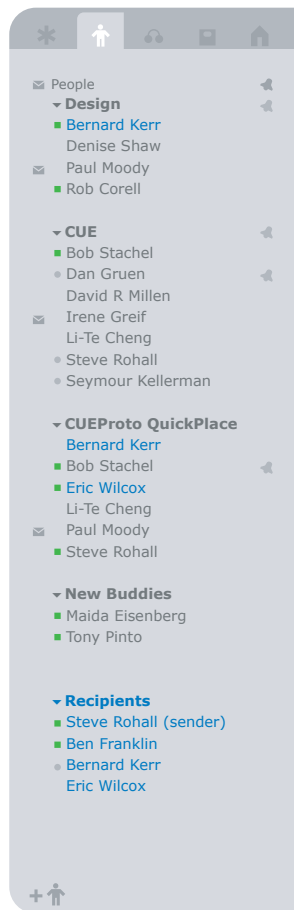 People
Design
Bernard Kerr
Denise Shaw
Paul Moody
Rob Corell
CUE
Bob Stachel
Dan Gruen
David R Millen
Irene Greif
Li-Te Cheng
Steve Rohall
Seymour Kellerman
CUEProto QuickPlace
Bernard Kerr
Bob Stachel
Eric Wilcox
Li-Te Cheng
Paul Moody
Steve Rohall
New Buddies
Maida Eisenberg
Tony Pinto
Recipients
Steve Rohall (sender)
Ben Franklin
Bernard Kerr
Eric Wilcox